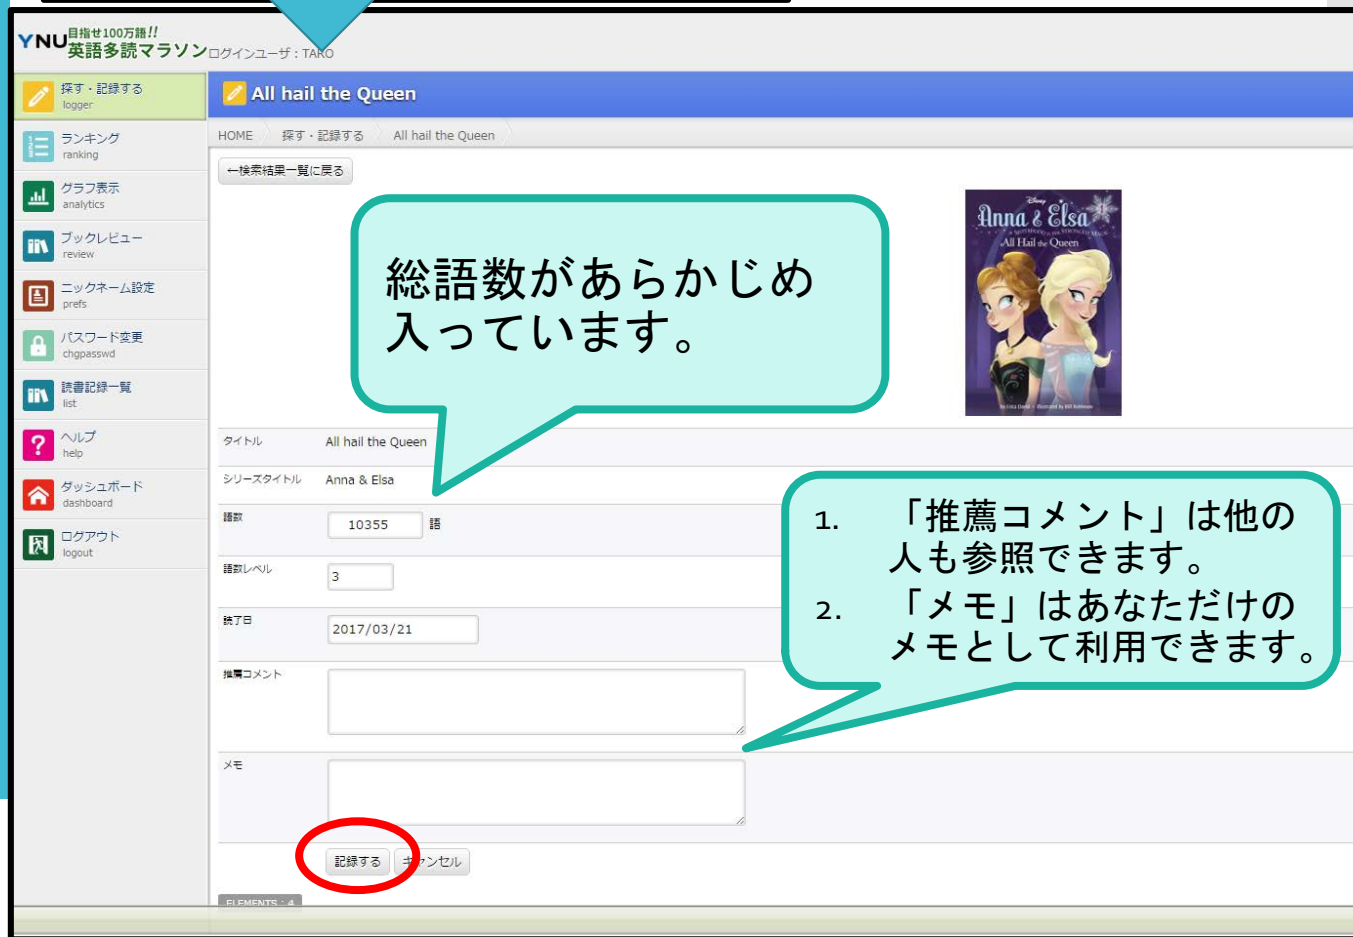 YNU 目指せ100万語!!
英語多読マラソン ログインユーザ : TARO
探す・記録する
logger
ランキング
ranking
グラフ表示
analytics
ブックレビュー
review
ニックネーム設定
prefs
パスワード変更
chgpasswd
読書記録一覧
list
ヘルプ
help
ダッシュボード
dashboard
ログアウト
logout
All hail the Queen
HOME 探す・記録する All hail the Queen
←検索結果一覧に戻る
Disney
Anna & Elsa
1
All Hail the Queen
総語数があらかじめ
入っています。
タイトル All hail the Queen
シリーズタイトル Anna & Elsa
語数 10355 語
語数レベル 3
読了日 2017/03/21
推薦コメント
メモ
1. 「推薦コメント」は他の
人も参照できます。
2. 「メモ」はあなただけの
メモとして利用できます。
記録する キャンセル
ELEMENTS : 4